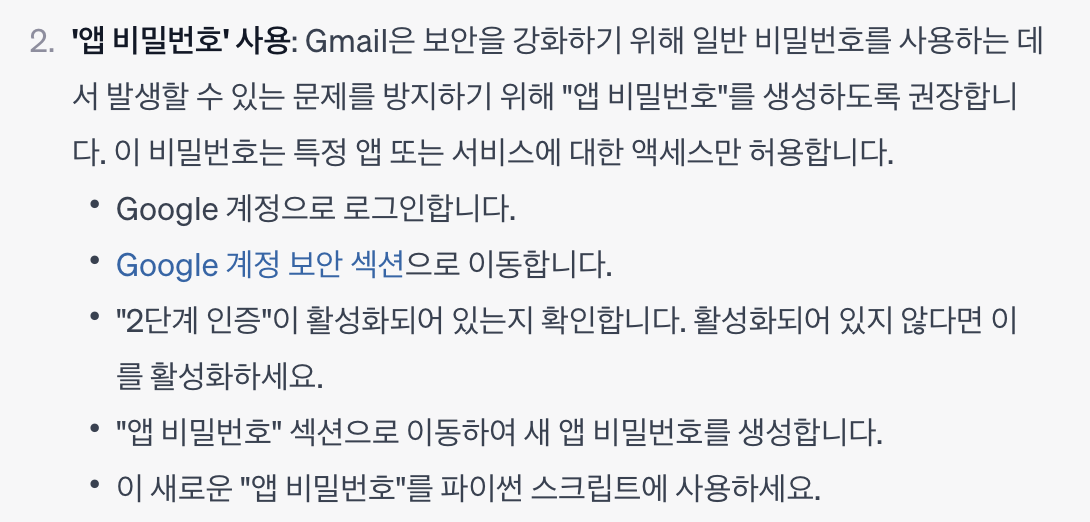 2. '앱 비밀번호' 사용: Gmail은 보안을 강화하기 위해 일반 비밀번호를 사용하는 데
서 발생할 수 있는 문제를 방지하기 위해 "앱 비밀번호"를 생성하도록 권장합니
다. 이 비밀번호는 특정 앱 또는 서비스에 대한 액세스만 허용합니다.
• Google 계정으로 로그인합니다.
• Google 계정 보안 섹션으로 이동합니다.
• "2단계 인증"이 활성화되어 있는지 확인합니다. 활성화되어 있지 않다면 이
를 활성화하세요.
• "앱 비밀번호" 섹션으로 이동하여 새 앱 비밀번호를 생성합니다.
• 이 새로운 "앱 비밀번호"를 파이썬 스크립트에 사용하세요.